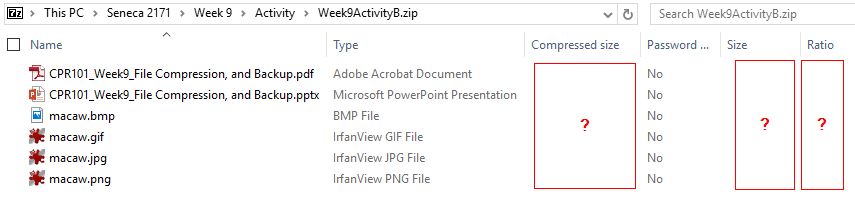 This PC > Seneca 2171 > Week 9 > Activity > Week9ActivityB.zip Search Week9ActivityB.zip
Name Type Compressed size Password ... Size Ratio
CPR101_Week9_File Compression, and Backup.pdf Adobe Acrobat Document No
CPR101_Week9_File Compression, and Backup.pptx Microsoft PowerPoint Presentation No
macaw.bmp BMP File No
macaw.gif IrfanView GIF File ? No ? ?
macaw.jpg IrfanView JPG File No
macaw.png IrfanView PNG File No